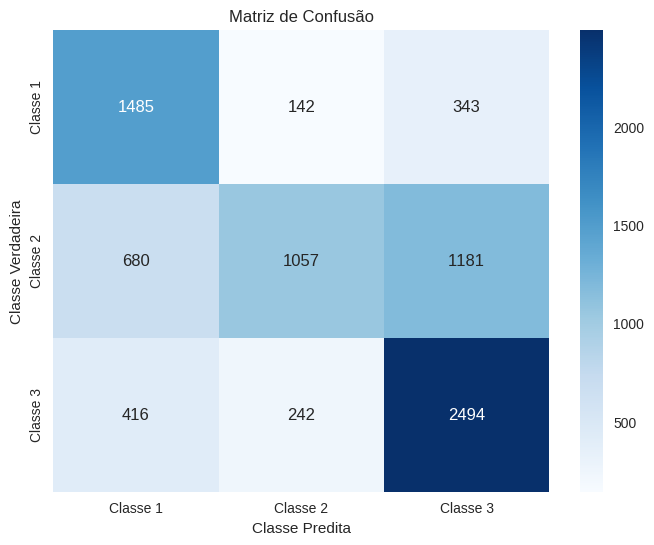 Matriz de Confusão
Classe Verdadeira
Classe 1
1485 142 343
Classe 2
680 1057 1181
Classe 3
416 242 2494
Classe 1 Classe 2 Classe 3
Classe Predita
2000
1500
1000
500